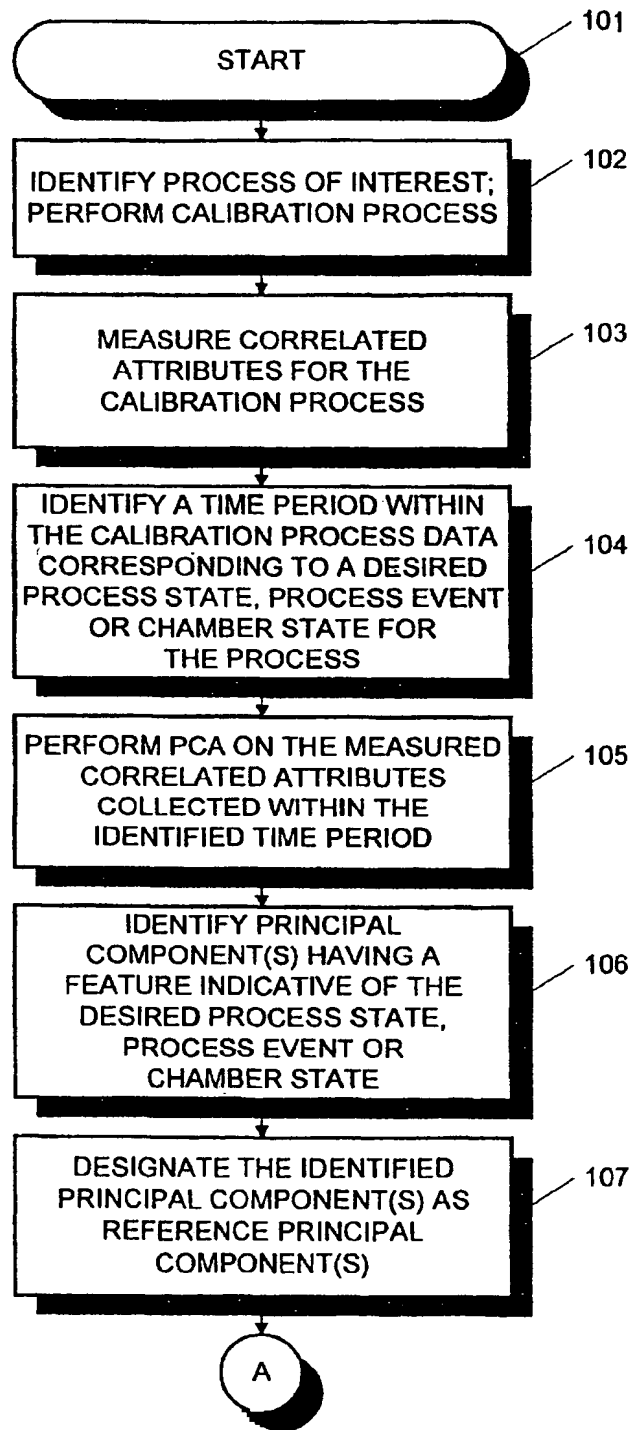 START
101
IDENTIFY PROCESS OF INTEREST;
PERFORM CALIBRATION PROCESS
102
MEASURE CORRELATED
ATTRIBUTES FOR THE
CALIBRATION PROCESS
103
IDENTIFY A TIME PERIOD WITHIN
THE CALIBRATION PROCESS DATA
CORRESPONDING TO A DESIRED
PROCESS STATE, PROCESS EVENT
OR CHAMBER STATE FOR
THE PROCESS
104
PERFORM PCA ON THE MEASURED
CORRELATED ATTRIBUTES
COLLECTED WITHIN THE
IDENTIFIED TIME PERIOD
105
IDENTIFY PRINCIPAL
COMPONENT(S) HAVING A
FEATURE INDICATIVE OF THE
DESIRED PROCESS STATE,
PROCESS EVENT OR
CHAMBER STATE
106
DESIGNATE THE IDENTIFIED
PRINCIPAL COMPONENT(S) AS
REFERENCE PRINCIPAL
COMPONENT(S)
107
A